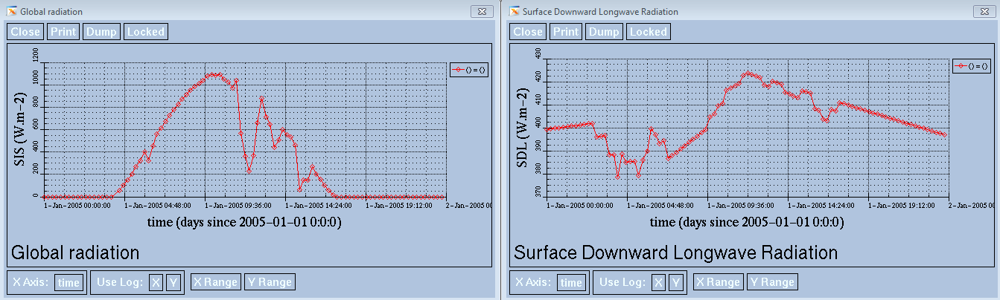 Global radiation
Close Print Dump Locked
0 200 400 600 800 1000 1200
SIS (W.m−2)
() = ()
1−Jan−2005 00:00:00 1−Jan−2005 04:48:00 1−Jan−2005 09:36:00 1−Jan−2005 14:24:00 1−Jan−2005 19:12:00 2−Jan−2005 00
time (days since 2005−01−01 0:0:0)
Global radiation
X Axis: time Use Log: X Y X Range Y Range
Surface Downward Longwave Radiation
Close Print Dump Locked
370 380 390 400 410 420 430
SDL (W.m−2)
() = ()
1−Jan−2005 00:00:00 1−Jan−2005 04:48:00 1−Jan−2005 09:36:00 1−Jan−2005 14:24:00 1−Jan−2005 19:12:00 2−Jan−2005 00
time (days since 2005−01−01 0:0:0)
Surface Downward Longwave Radiation
X Axis: time Use Log: X Y X Range Y Range